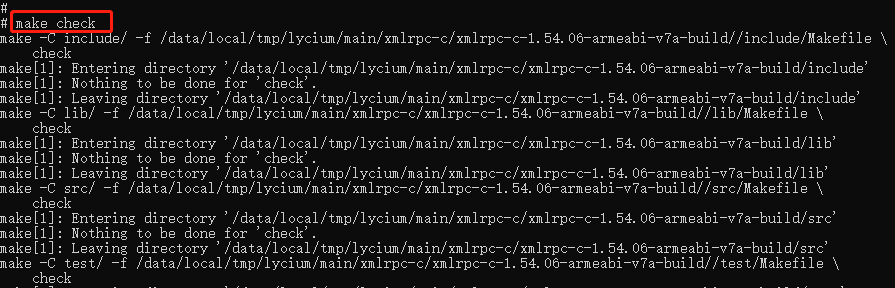 #
# make check
make -C include/ -f /data/local/tmp/lycium/main/xmlrpc-c/xmlrpc-c-1.54.06-armeabi-v7a-build//include/Makefile \
    check
make[1]: Entering directory '/data/local/tmp/lycium/main/xmlrpc-c/xmlrpc-c-1.54.06-armeabi-v7a-build/include'
make[1]: Nothing to be done for 'check'.
make[1]: Leaving directory '/data/local/tmp/lycium/main/xmlrpc-c/xmlrpc-c-1.54.06-armeabi-v7a-build/include'
make -C lib/ -f /data/local/tmp/lycium/main/xmlrpc-c/xmlrpc-c-1.54.06-armeabi-v7a-build//lib/Makefile \
    check
make[1]: Entering directory '/data/local/tmp/lycium/main/xmlrpc-c/xmlrpc-c-1.54.06-armeabi-v7a-build/lib'
make[1]: Nothing to be done for 'check'.
make[1]: Leaving directory '/data/local/tmp/lycium/main/xmlrpc-c/xmlrpc-c-1.54.06-armeabi-v7a-build/lib'
make -C src/ -f /data/local/tmp/lycium/main/xmlrpc-c/xmlrpc-c-1.54.06-armeabi-v7a-build//src/Makefile \
    check
make[1]: Entering directory '/data/local/tmp/lycium/main/xmlrpc-c/xmlrpc-c-1.54.06-armeabi-v7a-build/src'
make[1]: Nothing to be done for 'check'.
make[1]: Leaving directory '/data/local/tmp/lycium/main/xmlrpc-c/xmlrpc-c-1.54.06-armeabi-v7a-build/src'
make -C test/ -f /data/local/tmp/lycium/main/xmlrpc-c/xmlrpc-c-1.54.06-armeabi-v7a-build//test/Makefile \
    check